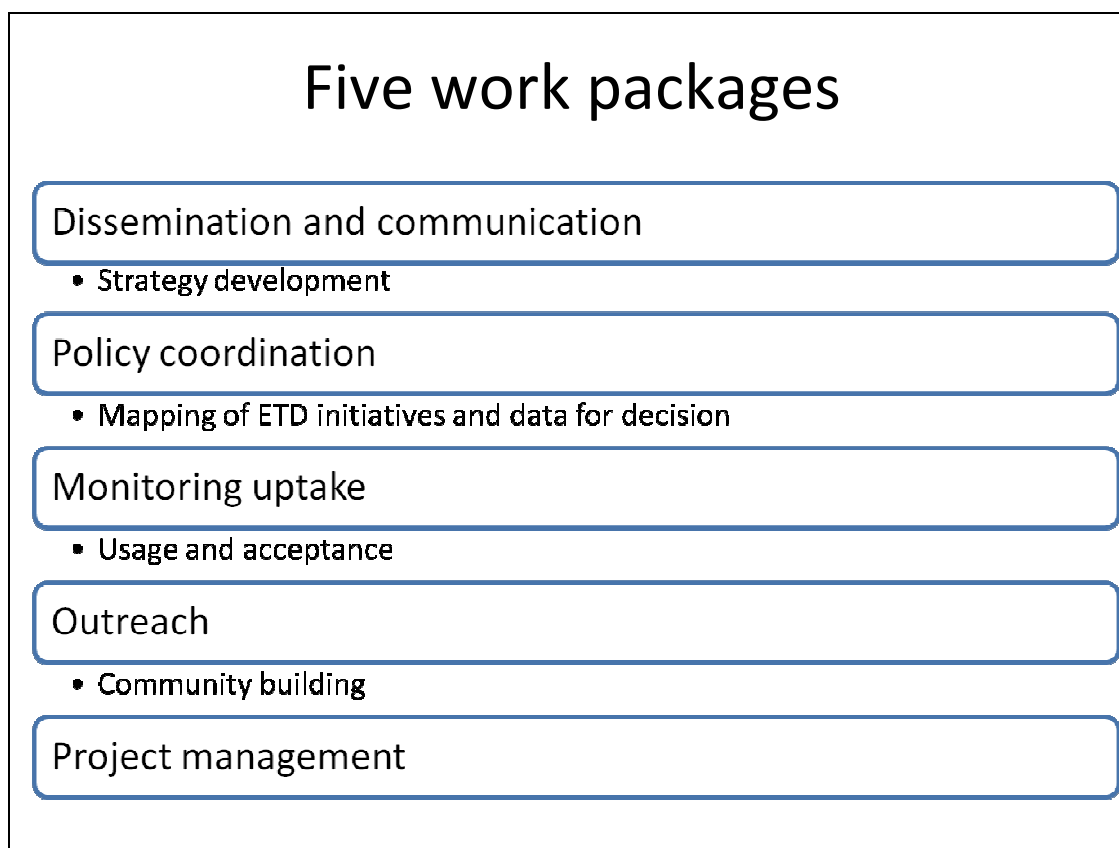 Five work packages
Dissemination and communication
• Strategy development
Policy coordination
• Mapping of ETD initiatives and data for decision
Monitoring uptake
• Usage and acceptance
Outreach
• Community building
Project management